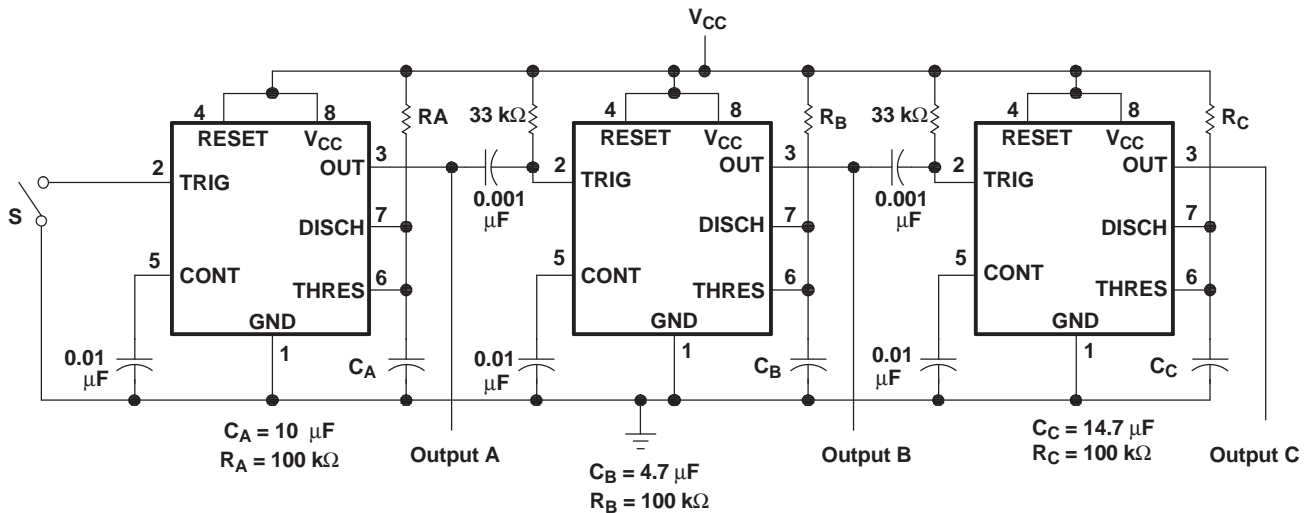 VCC
4
8
RESET
VCC
RA
33 kΩ
2
TRIG
OUT
3
0.001
μF
S
DISCH
7
5
CONT
THRES
6
GND
1
0.01
μF
CA
4
8
RESET
VCC
RB
33 kΩ
2
TRIG
OUT
3
0.001
μF
DISCH
7
5
CONT
THRES
6
GND
1
0.01
μF
CB
4
8
RESET
VCC
RC
2
TRIG
OUT
3
DISCH
7
5
CONT
THRES
6
GND
1
0.01
μF
CC
CA = 10 μF
RA = 100 kΩ
Output A
CB = 4.7 μF
RB = 100 kΩ
Output B
CC = 14.7 μF
RC = 100 kΩ
Output C